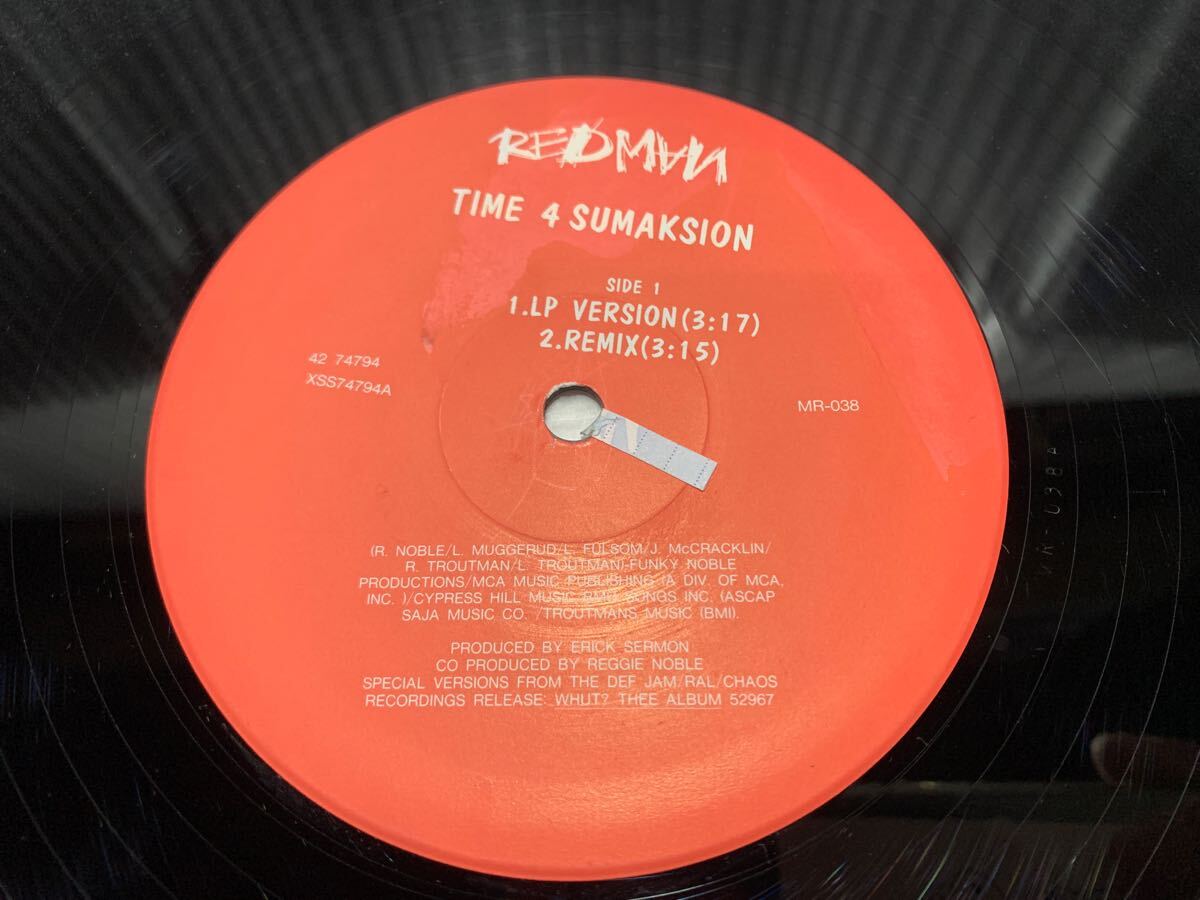 REDMAN
TIME 4 SUMAKSION
SIDE 1
1.LP VERSION(3:17)
2.REMIX(3:15)
42 74794
XSS74794A
MR-038
(R. NOBLE/L. MUGGERUD/L. FULSOM/J. McCRACKLIN/
R. TROUTMAN/L. TROUTMAN)-FUNKY NOBLE
PRODUCTIONS/MCA MUSIC PUBLISHING (A DIV. OF MCA,
INC. )/CYPRESS HILL MUSIC BMG SONGS INC. (ASCAP
SAJA MUSIC CO. /TROUTMANS MUSIC (BMI).
PRODUCED BY ERICK SERMON
CO PRODUCED BY REGGIE NOBLE
SPECIAL VERSIONS FROM THE DEF JAM/RAL/CHAOS
RECORDINGS RELEASE: WHUT? THEE ALBUM 52967